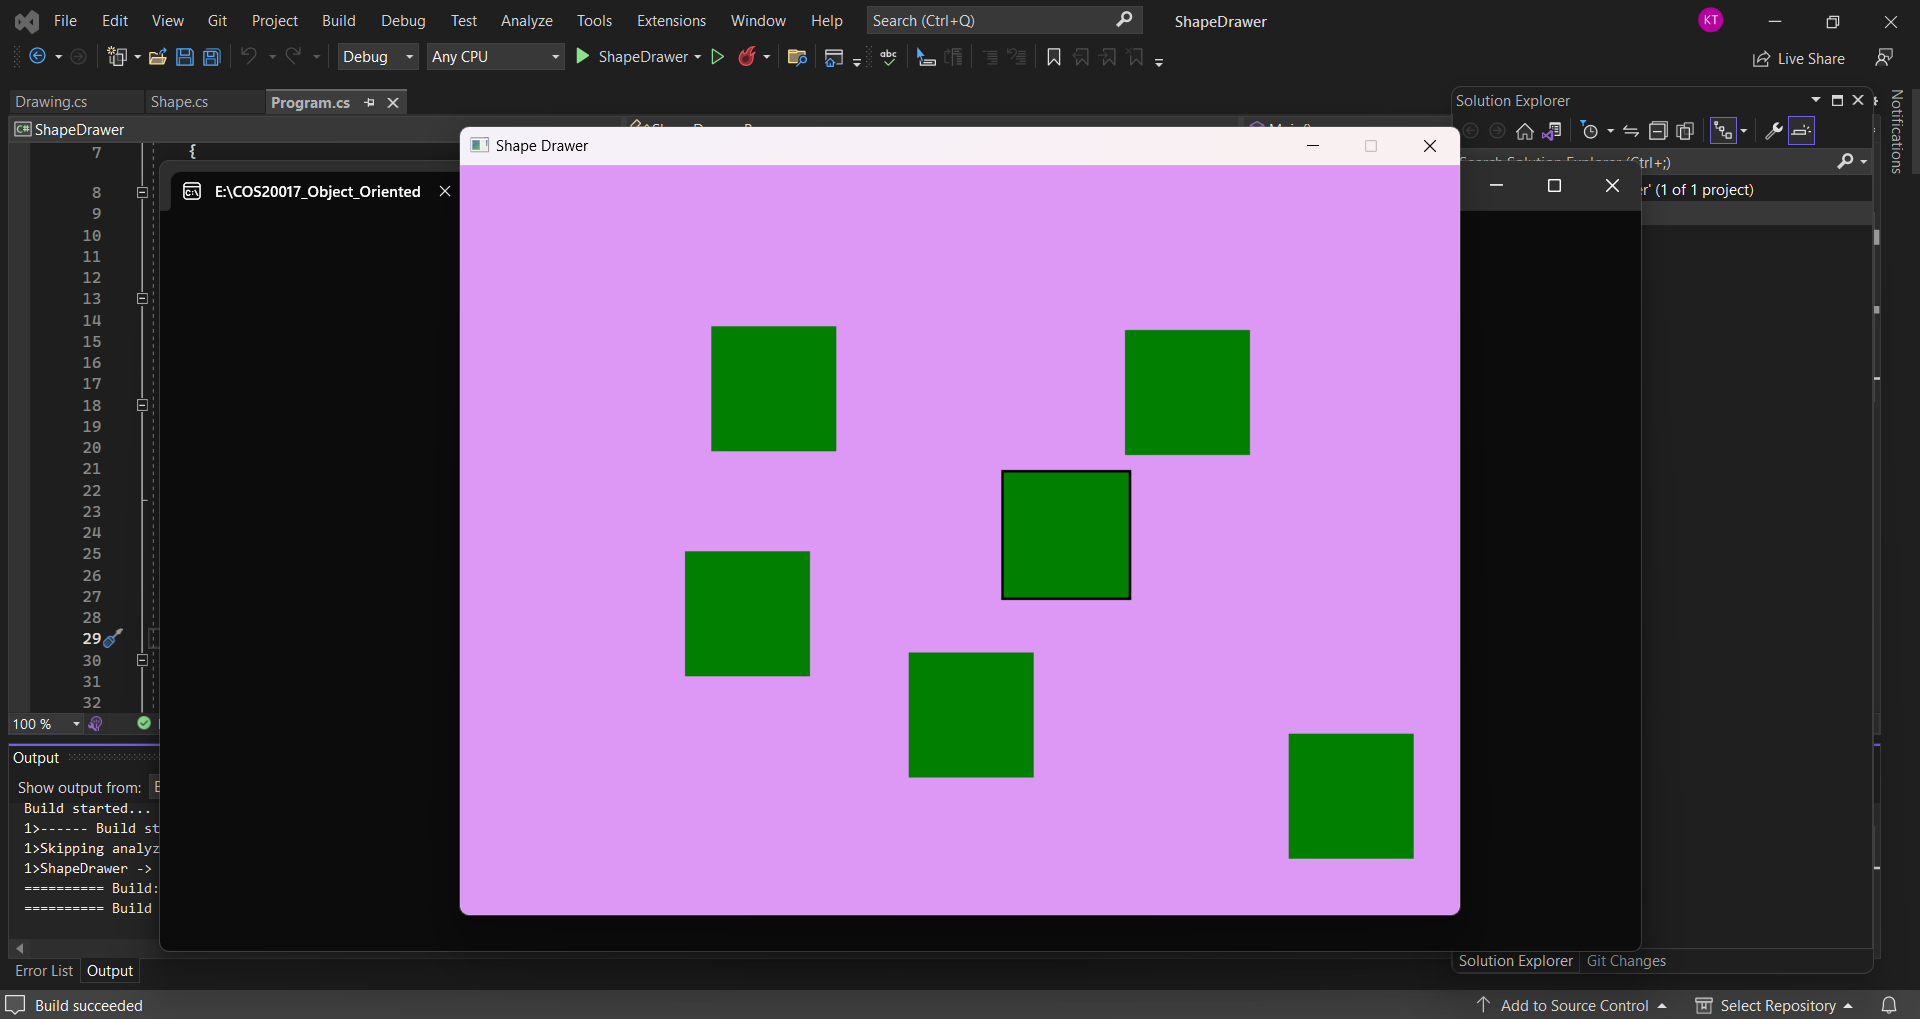 File Edit View Git Project Build Debug Test Analyze Tools Extensions Window Help Search (Ctrl+Q) ShapeDrawer KT
Debug Any CPU ShapeDrawer abc Live Share
Drawing.cs Shape.cs Program.cs Solution Explorer
C# ShapeDrawer
Notifications
7 {
Shape Drawer
E:\COS20017_Object_Oriented
(1 of 1 project)
8
9
10
11
12
13
14
15
16
17
18
19
20
21
22
23
24
25
26
27
28
29
30
31
32
100 %
Output
Show output from:
Build started...
1>------ Build st
1>Skipping analyz
1>ShapeDrawer ->
========== Build:
========== Build
Error List Output
Solution Explorer Git Changes
Build succeeded Add to Source Control Select Repository